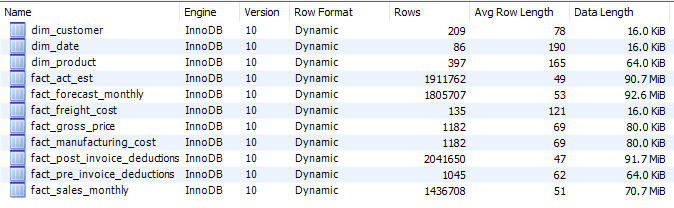 Name Engine Version Row Format Rows Avg Row Length Data Length
dim_customer InnoDB 10 Dynamic 209 78 16.0 KiB
dim_date InnoDB 10 Dynamic 86 190 16.0 KiB
dim_product InnoDB 10 Dynamic 397 165 64.0 KiB
fact_act_est InnoDB 10 Dynamic 1911762 49 90.7 MiB
fact_forecast_monthly InnoDB 10 Dynamic 1805707 53 92.6 MiB
fact_freight_cost InnoDB 10 Dynamic 135 121 16.0 KiB
fact_gross_price InnoDB 10 Dynamic 1182 69 80.0 KiB
fact_manufacturing_cost InnoDB 10 Dynamic 1182 69 80.0 KiB
fact_post_invoice_deductions InnoDB 10 Dynamic 2041650 47 91.7 MiB
fact_pre_invoice_deductions InnoDB 10 Dynamic 1045 62 64.0 KiB
fact_sales_monthly InnoDB 10 Dynamic 1436708 51 70.7 MiB